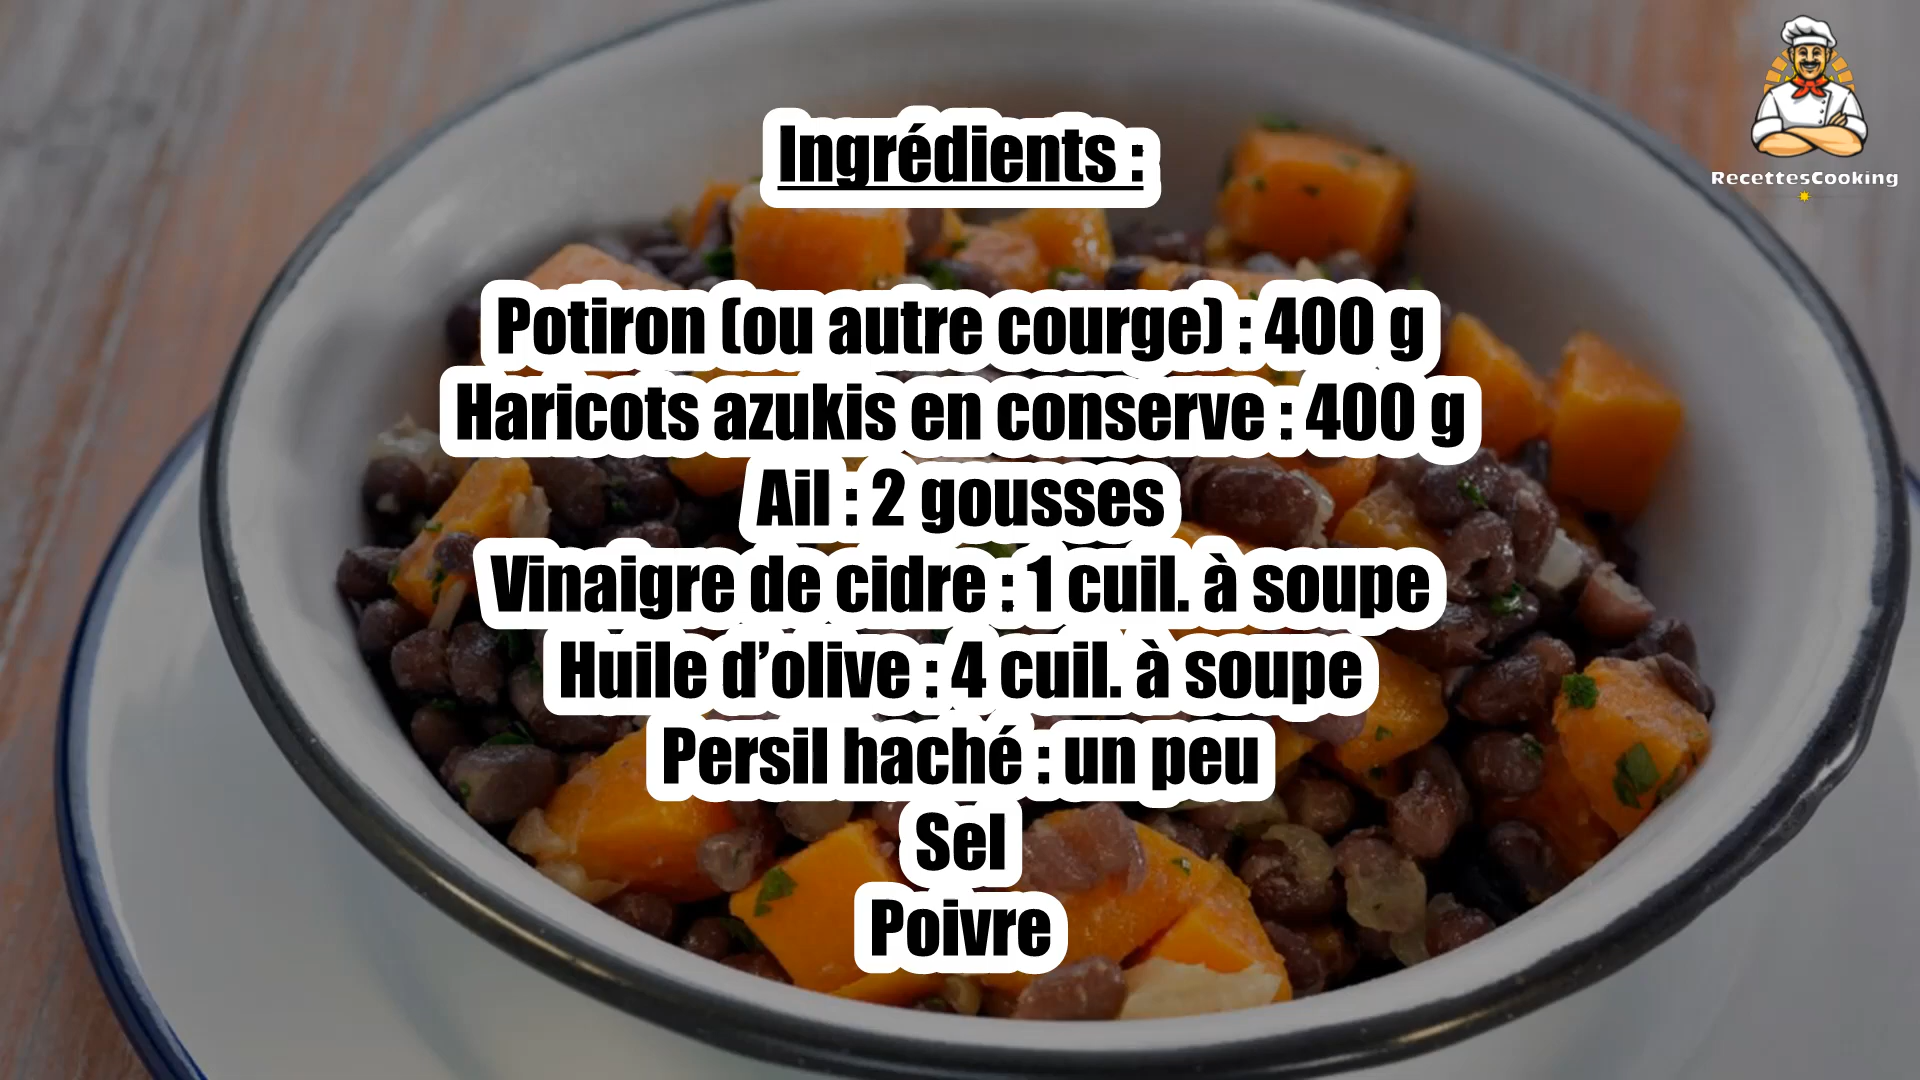 RecettesCooking
Ingrédients :
Potiron (ou autre courge) : 400 g
Haricots azukis en conserve : 400 g
Ail : 2 gousses
Vinaigre de cidre : 1 cuil. à soupe
Huile d’olive : 4 cuil. à soupe
Persil haché : un peu
Sel
Poivre